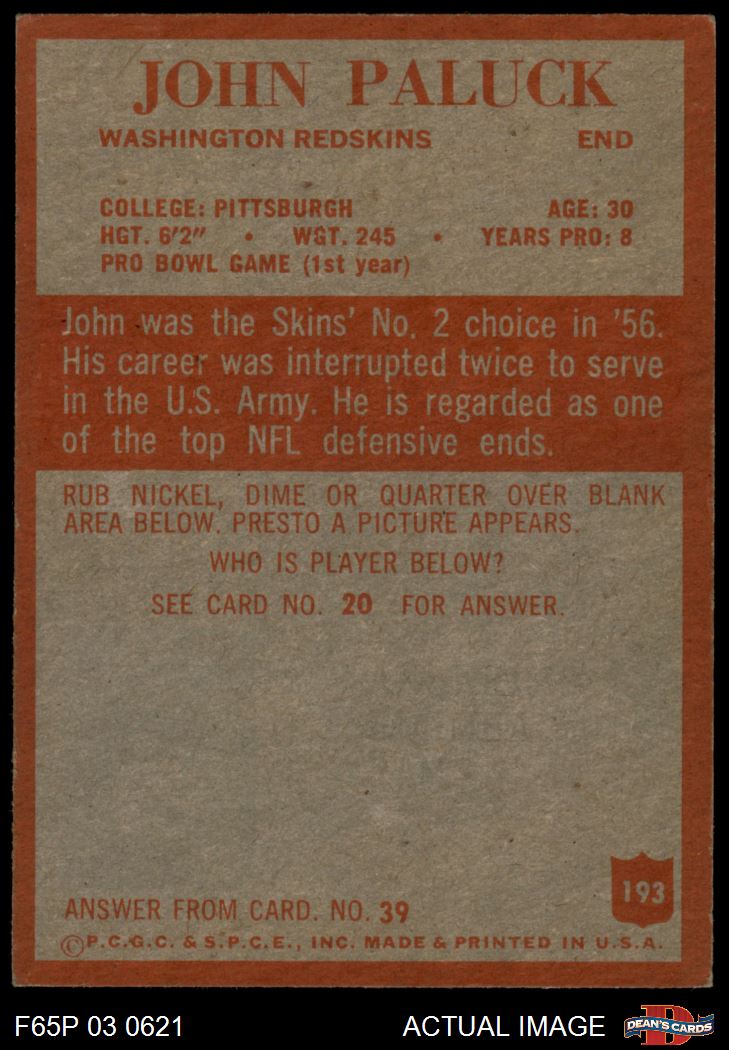 JOHN PALUCK
WASHINGTON REDSKINS END
COLLEGE: PITTSBURGH AGE: 30
HGT. 6'2" • WGT. 245 • YEARS PRO: 8
PRO BOWL GAME (1st year)
John was the Skins' No. 2 choice in '56.
His career was interrupted twice to serve
in the U.S. Army. He is regarded as one
of the top NFL defensive ends.
RUB NICKEL, DIME OR QUARTER OVER BLANK
AREA BELOW. PRESTO A PICTURE APPEARS.
WHO IS PLAYER BELOW?
SEE CARD NO. 20 FOR ANSWER.
193
ANSWER FROM CARD. NO. 39
©P.C.G.C. & S.P.C.E., INC. MADE & PRINTED IN U.S.A.
F65P 03 0621 ACTUAL IMAGE D DEAN'S CARDS